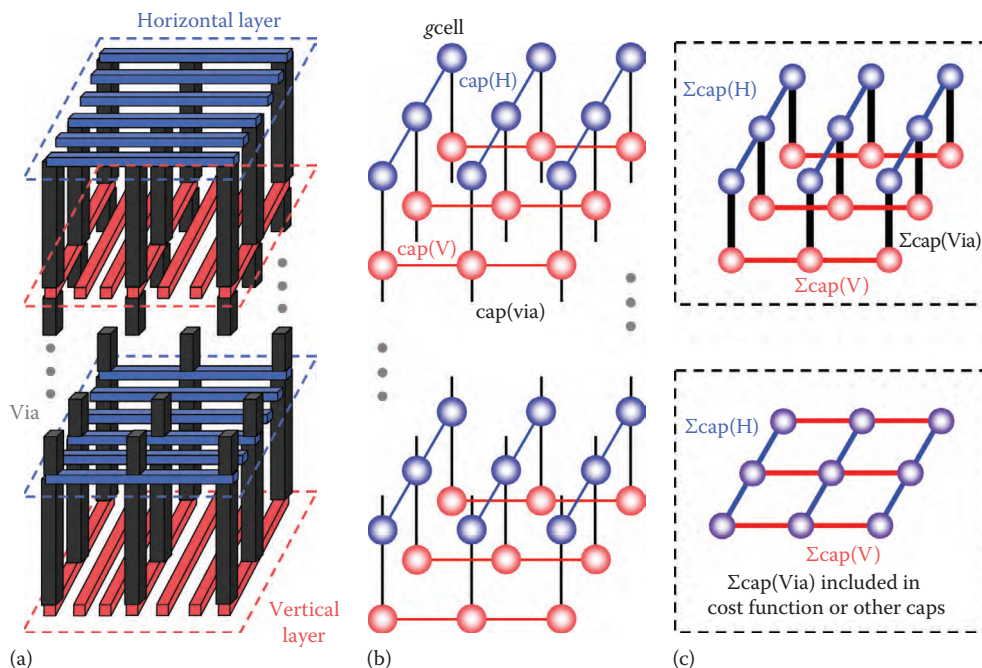 Horizontal layer
Via
Vertical
layer
(a)
gcell
cap(H)
cap(V)
cap(via)
(b)
Σcap(H)
Σcap(Via)
Σcap(V)
Σcap(H)
Σcap(V)
Σcap(Via) included in
cost function or other caps
(c)